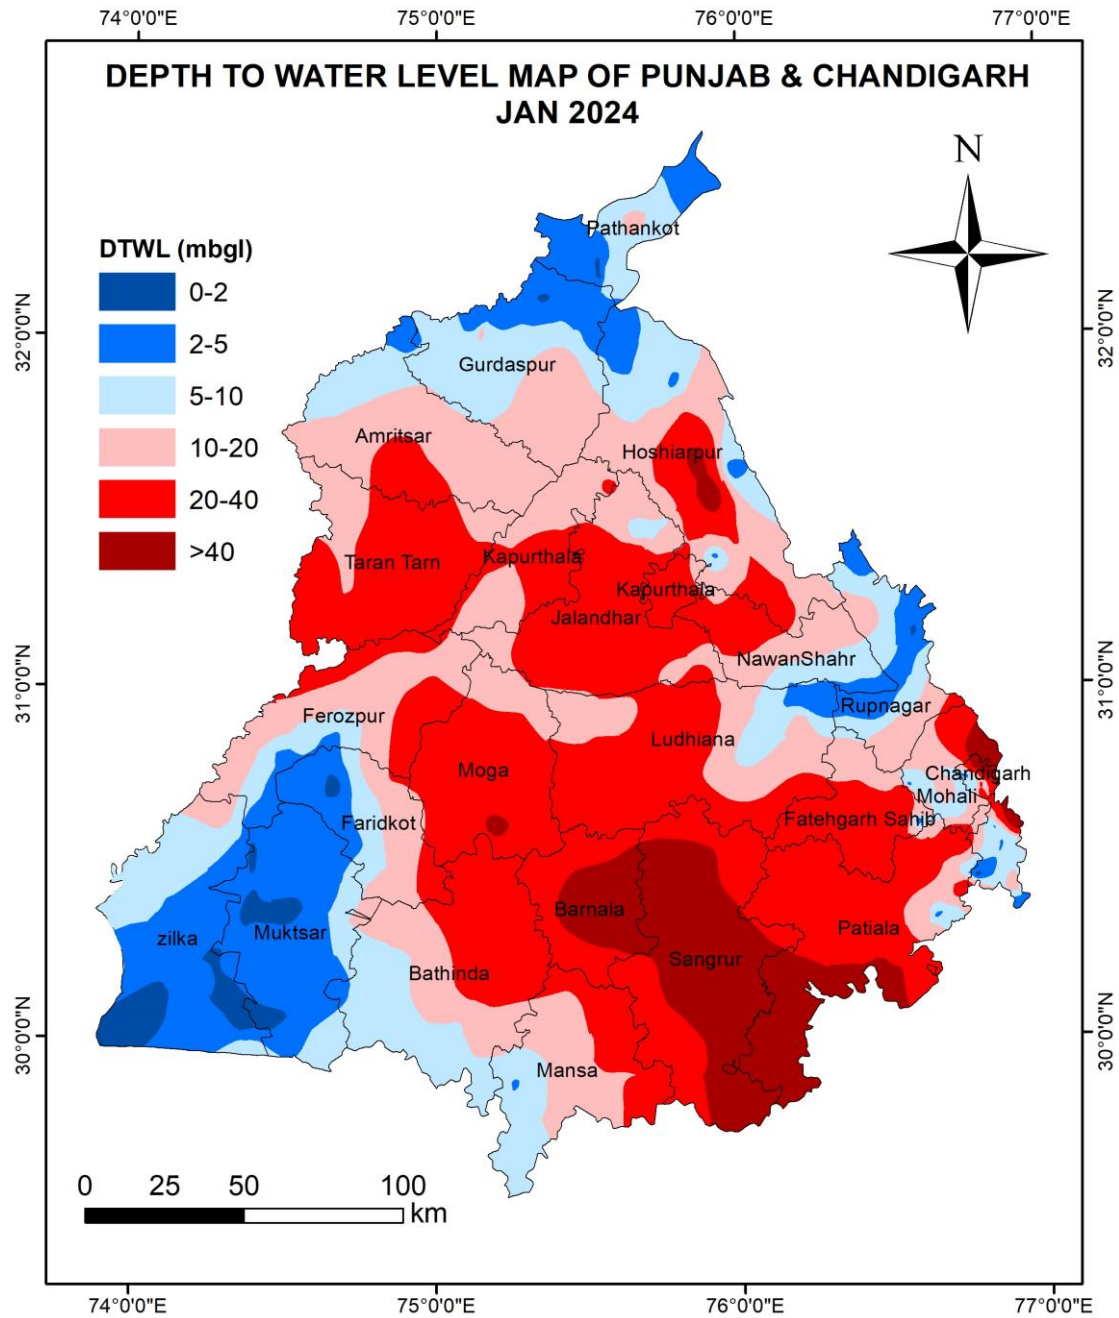 74°0'0"E 75°0'0"E 76°0'0"E 77°0'0"E
DEPTH TO WATER LEVEL MAP OF PUNJAB & CHANDIGARH
JAN 2024
N
Pathankot
DTWL (mbgl)
0-2
2-5
5-10
10-20
20-40
>40
32°0'0"N
32°0'0"N
Gurdaspur
Amritsar
Hoshiarpur
Taran Tarn
Kapurthala
Kapurthala
Jalandhar
NawanShahr
31°0'0"N
31°0'0"N
Rupnagar
Ferozpur
Ludhiana
Moga
Chandigarh
Mohali
Faridkot
Fatehgarh Sahib
Barnala
Patiala
zilka
Muktsar
Sangrur
Bathinda
30°0'0"N
30°0'0"N
Mansa
0 25 50 100
km
74°0'0"E 75°0'0"E 76°0'0"E 77°0'0"E